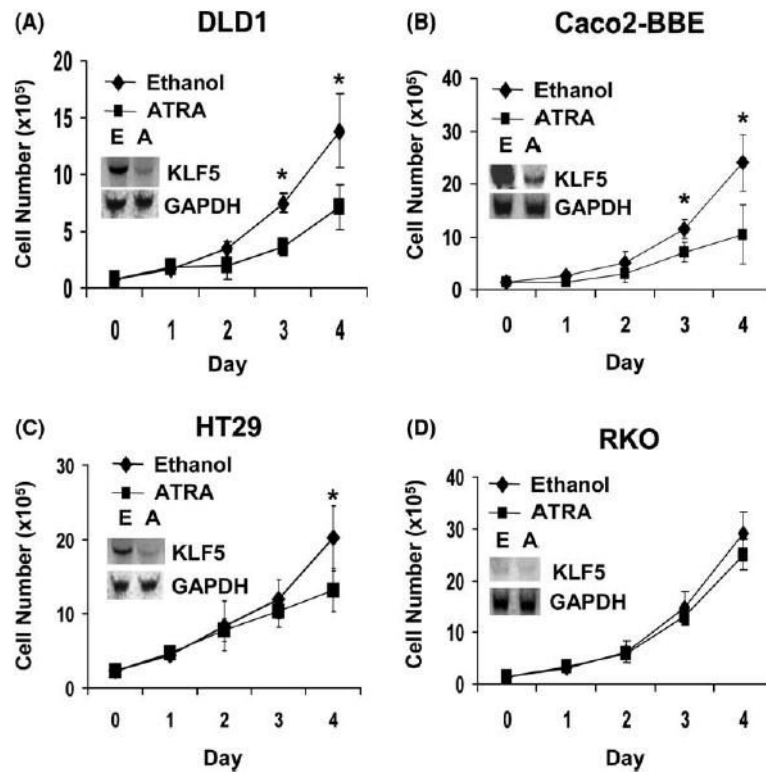 (A) DLD1
Cell Number (x10⁵)
20
15
10
5
0
Ethanol
ATRA
E A
KLF5
GAPDH
*
*
0 1 2 3 4
Day
(B) Caco2-BBE
Cell Number (x10⁵)
40
30
20
10
0
Ethanol
ATRA
E A
KLF5
GAPDH
*
*
0 1 2 3 4
Day
(C) HT29
Cell Number (x10⁵)
30
20
10
0
Ethanol
ATRA
E A
KLF5
GAPDH
*
0 1 2 3 4
Day
(D) RKO
Cell Number (x10⁵)
40
30
20
10
0
Ethanol
ATRA
E A
KLF5
GAPDH
0 1 2 3 4
Day